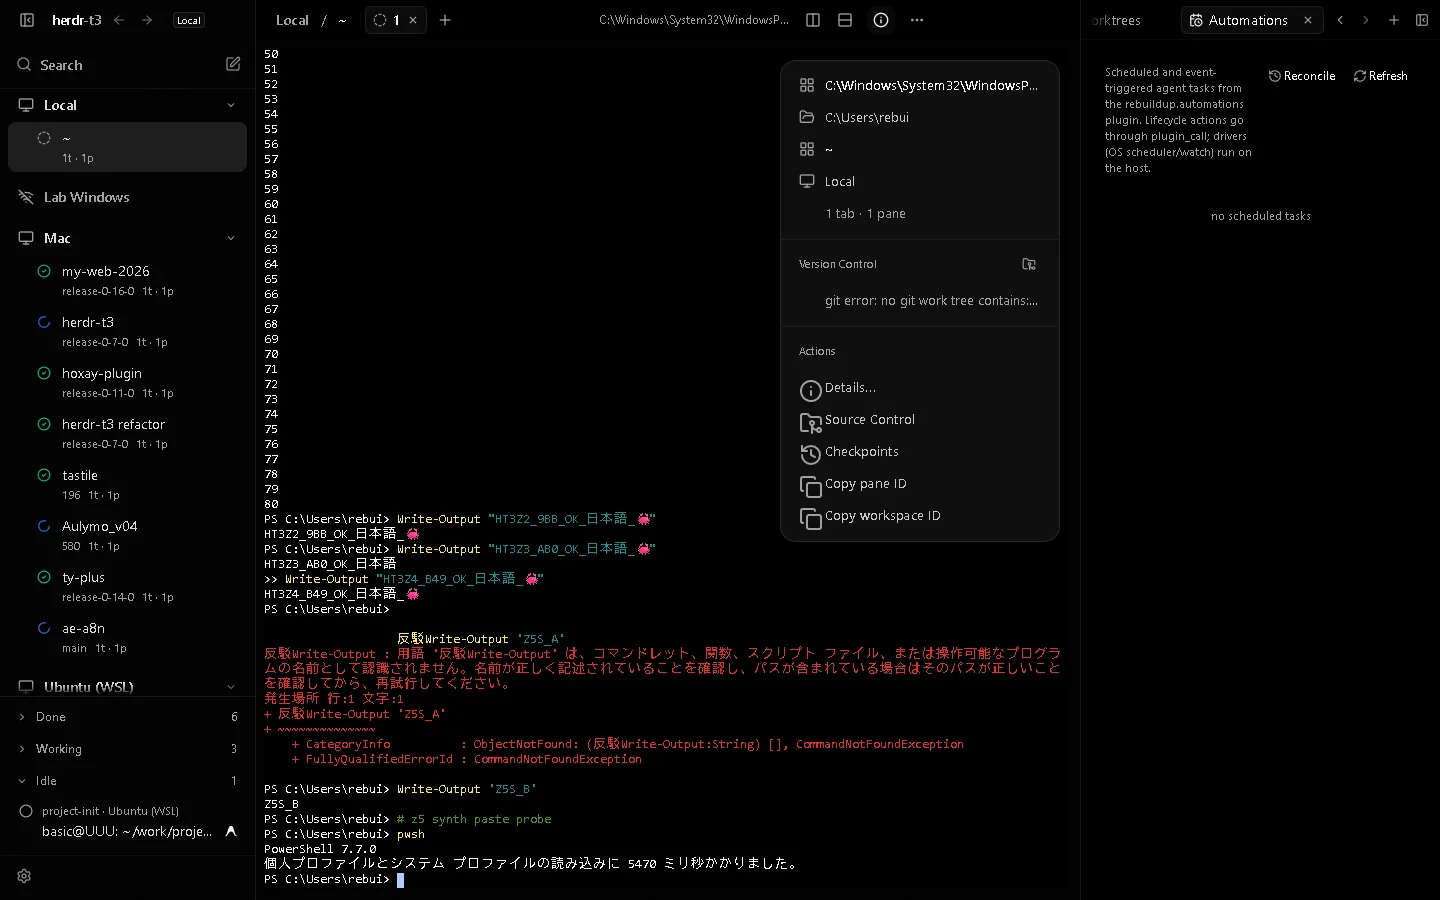 herdr-t3
Local
Search
Local
~
1t · 1p
Lab Windows
Mac
my-web-2026
release-0-16-0 1t · 1p
herdr-t3
release-0-7-0 1t · 1p
hoxay-plugin
release-0-11-0 1t · 1p
herdr-t3 refactor
release-0-7-0 1t · 1p
tastile
196 1t · 1p
Aulymo_v04
580 1t · 1p
ty-plus
release-0-14-0 1t · 1p
ae-a8n
main 1t · 1p
Ubuntu (WSL)
Done 6
Working 3
Idle 1
project-init · Ubuntu (WSL)
basic@UUU: ~/work/proje...
Local / ~
1
C:\Windows\System32\WindowsP...
50
51
52
53
54
55
56
57
58
59
60
61
62
63
64
65
66
67
68
69
70
71
72
73
74
75
76
77
78
79
80
PS C:\Users\rebui> Write-Output "HT3Z2_9BB_OK_日本語_🦀"
HT3Z2_9BB_OK_日本語_🦀
PS C:\Users\rebui> Write-Output "HT3Z3_AB0_OK_日本語_🦀"
HT3Z3_AB0_OK_日本語
>> Write-Output "HT3Z4_B49_OK_日本語_🦀"
HT3Z4_B49_OK_日本語_🦀
PS C:\Users\rebui>
反駁Write-Output 'Z5S_A'
反駁Write-Output : 用語 '反駁Write-Output' は、コマンドレット、関数、スクリプト ファイル、または操作可能なプログラ
ムの名前として認識されません。名前が正しく記述されていることを確認し、パスが含まれている場合はそのパスが正しいこと
を確認してから、再試行してください。
発生場所 行:1 文字:1
+ 反駁Write-Output 'Z5S_A'
+ ~~~~~~~~~~~~~~
+ CategoryInfo : ObjectNotFound: (反駁Write-Output:String) [], CommandNotFoundException
+ FullyQualifiedErrorId : CommandNotFoundException
PS C:\Users\rebui> Write-Output 'Z5S_B'
Z5S_B
PS C:\Users\rebui> # z5 synth paste probe
PS C:\Users\rebui> pwsh
PowerShell 7.7.0
個人プロファイルとシステム プロファイルの読み込みに 5470 ミリ秒かかりました。
PS C:\Users\rebui>
C:\Windows\System32\WindowsP...
C:\Users\rebui
~
Local
1 tab · 1 pane
Version Control
git error: no git work tree contains:...
Actions
Details...
Source Control
Checkpoints
Copy pane ID
Copy workspace ID
orktrees
Automations
Scheduled and event-
triggered agent tasks from
the rebuildup.automations
plugin. Lifecycle actions go
through plugin_call; drivers
(OS scheduler/watch) run on
the host.
Reconcile
Refresh
no scheduled tasks